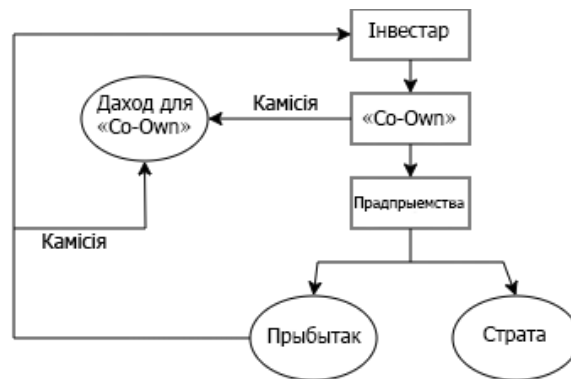 Інвестар
Даход для
«Co-Own»
Камісія
«Co-Own»
Прадпрыемства
Камісія
Прыбытак
Страта